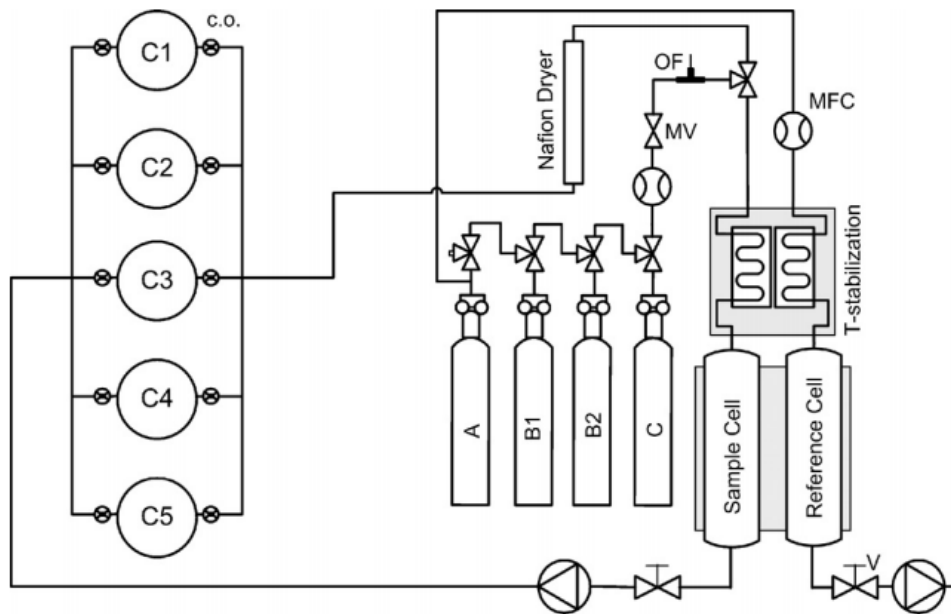 c.o.
C1
C2
C3
C4
C5
Nafion Dryer
OF
MV
MFC
T-stabilization
A
B1
B2
C
Sample Cell
Reference Cell
V